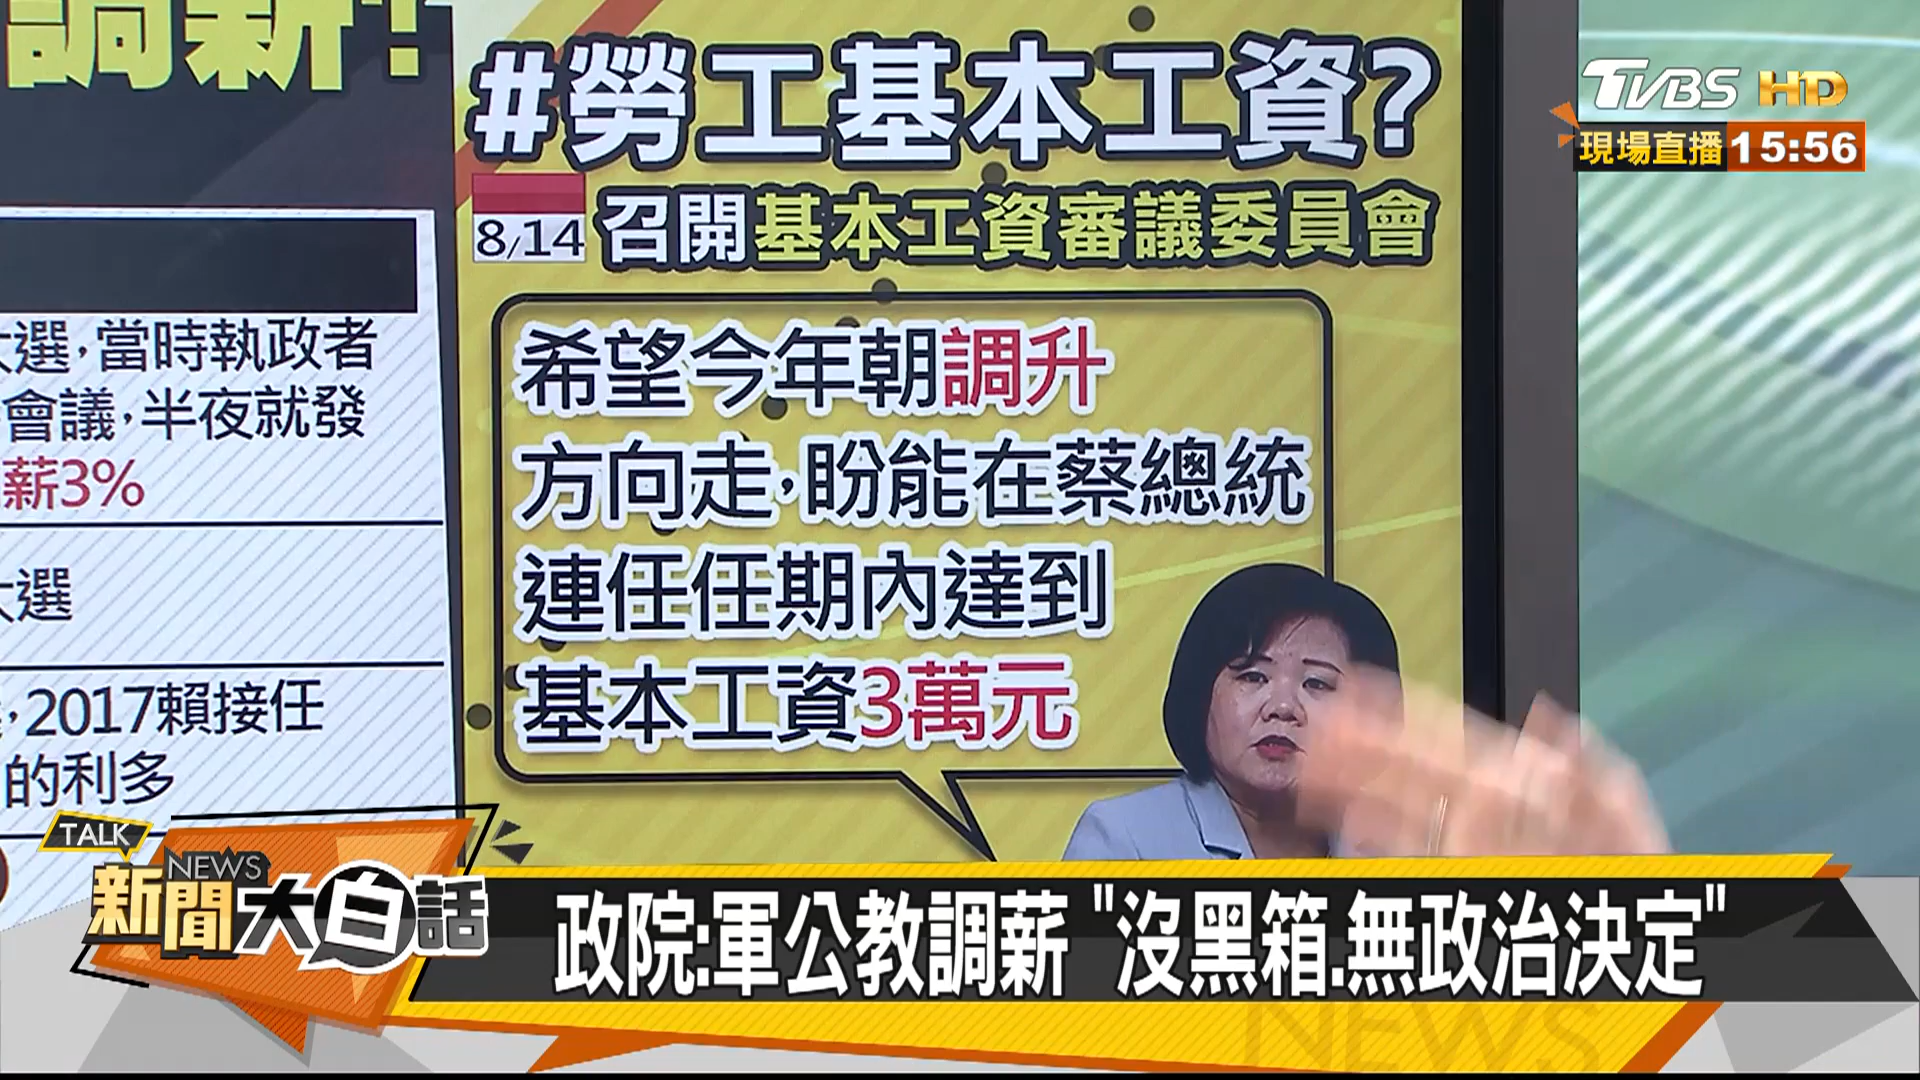 調薪!
#勞工基本工資?
8/14 召開基本工資審議委員會
希望今年朝調升
方向走,盼能在蔡總統
連任任期內達到
基本工資3萬元
大選,當時執政者
會議,半夜就發
薪3%
大選
,2017賴接任
的利多
TVBS HD
現場直播 15:56
TALK
NEWS
新聞大白話
政院:軍公教調薪 "沒黑箱.無政治決定"
NEWS